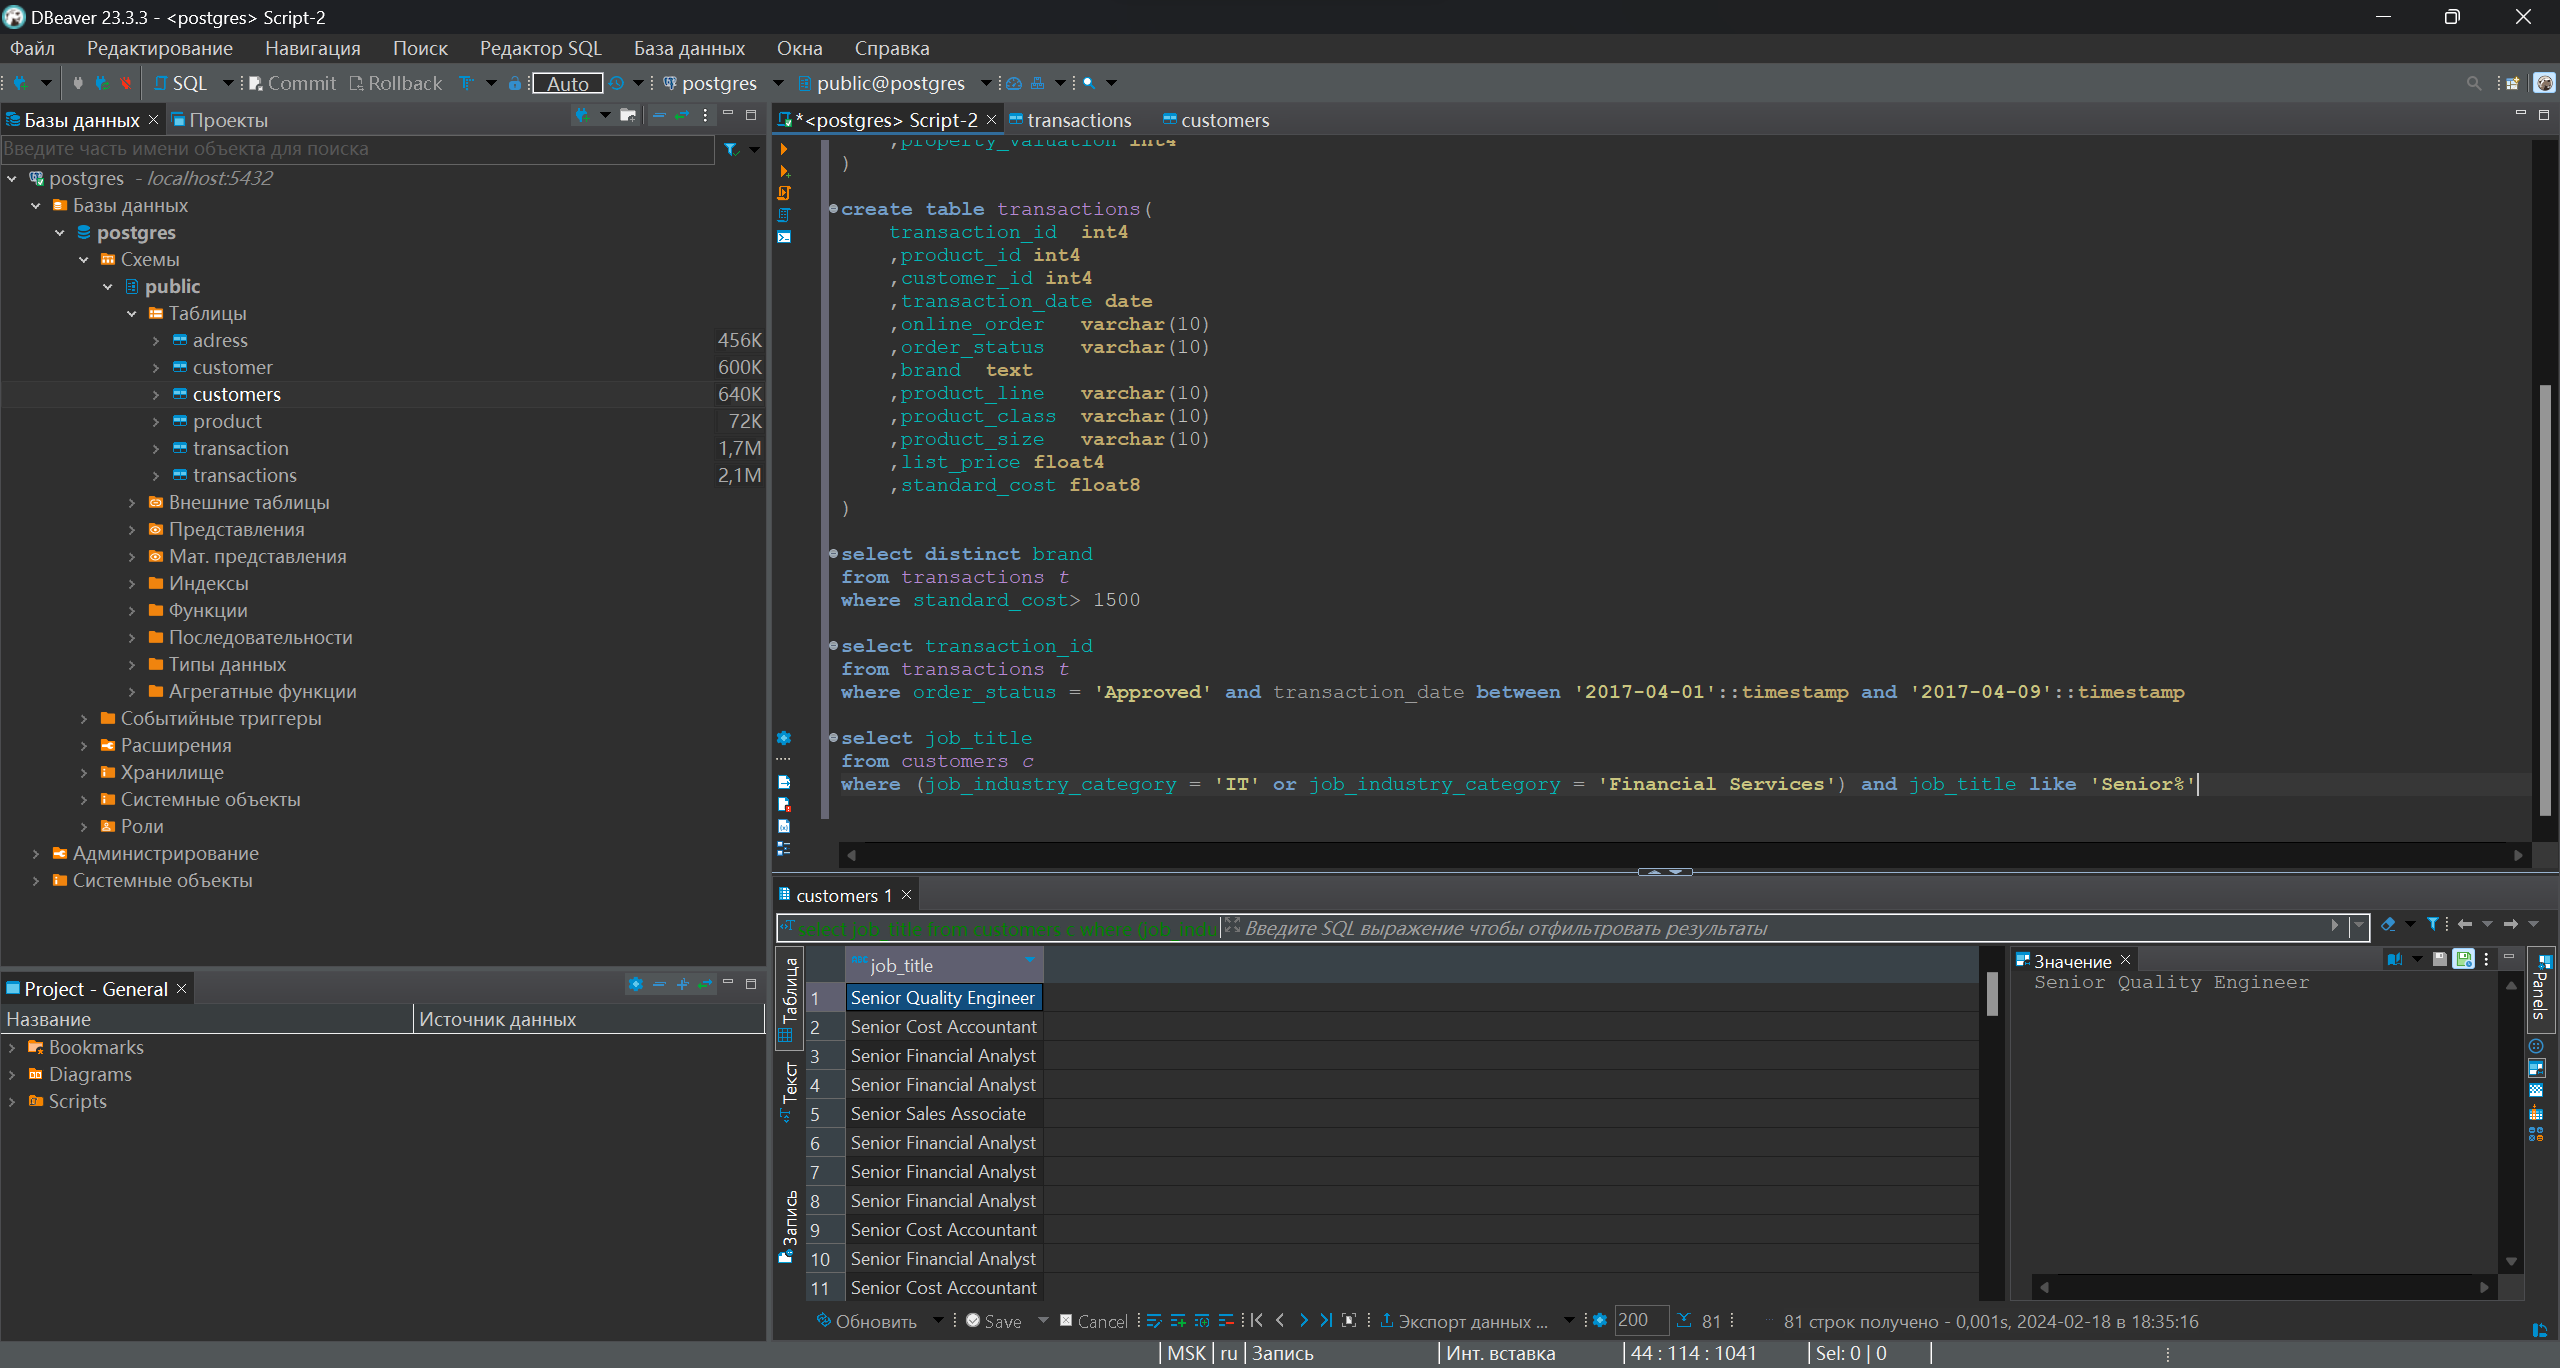 DBeaver 23.3.3 - <postgres> Script-2
Файл Редактирование Навигация Поиск Редактор SQL База данных Окна Справка
SQL Commit Rollback Auto postgres public@postgres
Базы данных Проекты
Введите часть имени объекта для поиска
postgres - localhost:5432
Базы данных
postgres
Схемы
public
Таблицы
adress 456K
customer 600K
customers 640K
product 72K
transaction 1,7M
transactions 2,1M
Внешние таблицы
Представления
Мат. представления
Индексы
Функции
Последовательности
Типы данных
Агрегатные функции
Событийные триггеры
Расширения
Хранилище
Системные объекты
Роли
Администрирование
Системные объекты
Project - General
Название Источник данных
Bookmarks
Diagrams
Scripts
*<postgres> Script-2 transactions customers
,property_valuation int4
)
create table transactions(
transaction_id int4
,product_id int4
,customer_id int4
,transaction_date date
,online_order varchar(10)
,order_status varchar(10)
,brand text
,product_line varchar(10)
,product_class varchar(10)
,product_size varchar(10)
,list_price float4
,standard_cost float8
)
select distinct brand
from transactions t
where standard_cost> 1500
select transaction_id
from transactions t
where order_status = 'Approved' and transaction_date between '2017-04-01'::timestamp and '2017-04-09'::timestamp
select job_title
from customers c
where (job_industry_category = 'IT' or job_industry_category = 'Financial Services') and job_title like 'Senior%'
customers 1
select job_title from customers c where (job_indu Введите SQL выражение чтобы отфильтровать результаты
Таблица
Текст
Запись
job_title
1 Senior Quality Engineer
2 Senior Cost Accountant
3 Senior Financial Analyst
4 Senior Financial Analyst
5 Senior Sales Associate
6 Senior Financial Analyst
7 Senior Financial Analyst
8 Senior Financial Analyst
9 Senior Cost Accountant
10 Senior Financial Analyst
11 Senior Cost Accountant
Значение
Senior Quality Engineer
Panels
Обновить Save Cancel Экспорт данных ... 200 81 81 строк получено - 0,001s, 2024-02-18 в 18:35:16
MSK ru Запись Инт. вставка 44 : 114 : 1041 Sel: 0 | 0